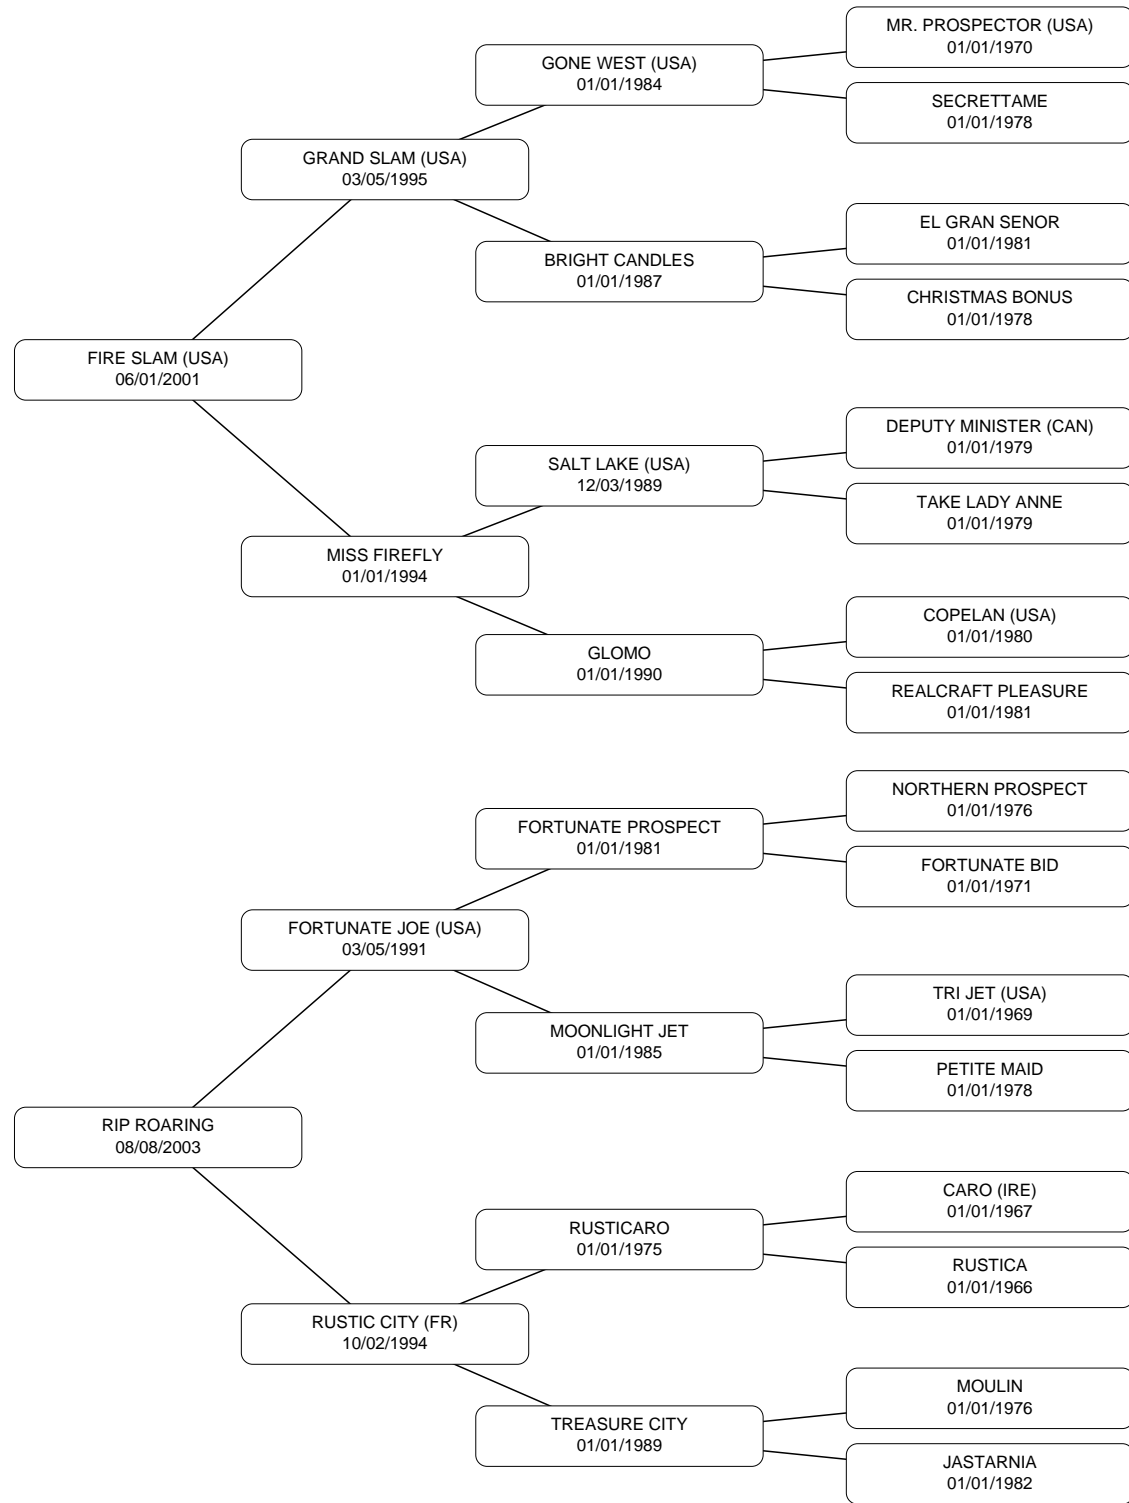 MR. PROSPECTOR (USA)
01/01/1970
GONE WEST (USA)
01/01/1984
SECRETTAME
01/01/1978
GRAND SLAM (USA)
03/05/1995
EL GRAN SENOR
01/01/1981
BRIGHT CANDLES
01/01/1987
CHRISTMAS BONUS
01/01/1978
FIRE SLAM (USA)
06/01/2001
DEPUTY MINISTER (CAN)
01/01/1979
SALT LAKE (USA)
12/03/1989
TAKE LADY ANNE
01/01/1979
MISS FIREFLY
01/01/1994
COPELAN (USA)
01/01/1980
GLOMO
01/01/1990
REALCRAFT PLEASURE
01/01/1981
NORTHERN PROSPECT
01/01/1976
FORTUNATE PROSPECT
01/01/1981
FORTUNATE BID
01/01/1971
FORTUNATE JOE (USA)
03/05/1991
TRI JET (USA)
01/01/1969
MOONLIGHT JET
01/01/1985
PETITE MAID
01/01/1978
RIP ROARING
08/08/2003
CARO (IRE)
01/01/1967
RUSTICARO
01/01/1975
RUSTICA
01/01/1966
RUSTIC CITY (FR)
10/02/1994
MOULIN
01/01/1976
TREASURE CITY
01/01/1989
JASTARNIA
01/01/1982